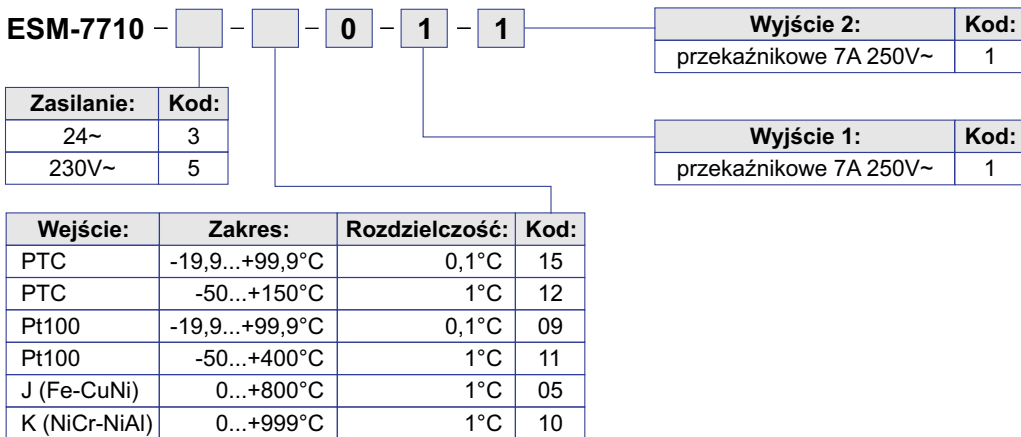 ESM-7710 – – – 0 – 1 – 1
Wyjście 2: Kod:
przekaźnikowe 7A 250V~ 1
Zasilanie: Kod:
24~ 3
230V~ 5
Wyjście 1: Kod:
przekaźnikowe 7A 250V~ 1
Wejście: Zakres: Rozdzielczość: Kod:
PTC -19,9...+99,9°C 0,1°C 15
PTC -50...+150°C 1°C 12
Pt100 -19,9...+99,9°C 0,1°C 09
Pt100 -50...+400°C 1°C 11
J (Fe-CuNi) 0...+800°C 1°C 05
K (NiCr-NiAl) 0...+999°C 1°C 10